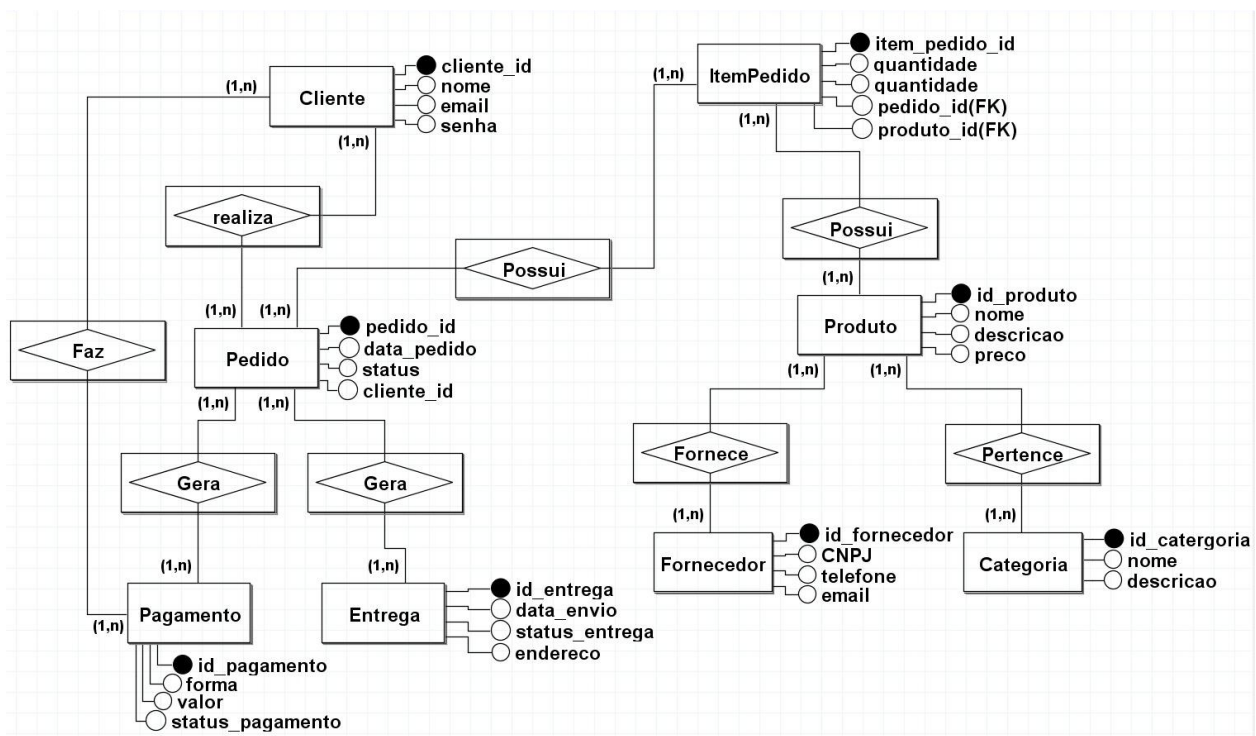 item_pedido_id
quantidade
quantidade
pedido_id(FK)
produto_id(FK)
ItemPedido
(1,n)
(1,n)
cliente_id
nome
email
senha
Cliente
(1,n)
(1,n)
realiza
Possui
Possui
(1,n)
(1,n)
(1,n)
id_produto
nome
descricao
preco
Produto
pedido_id
data_pedido
status
cliente_id
Pedido
Faz
(1,n)
(1,n)
(1,n)
(1,n)
Gera
Gera
Fornece
Pertence
(1,n)
(1,n)
(1,n)
(1,n)
id_fornecedor
CNPJ
telefone
email
Fornecedor
id_catergoria
nome
descricao
Categoria
id_entrega
data_envio
status_entrega
endereco
Entrega
Pagamento
(1,n)
id_pagamento
forma
valor
status_pagamento